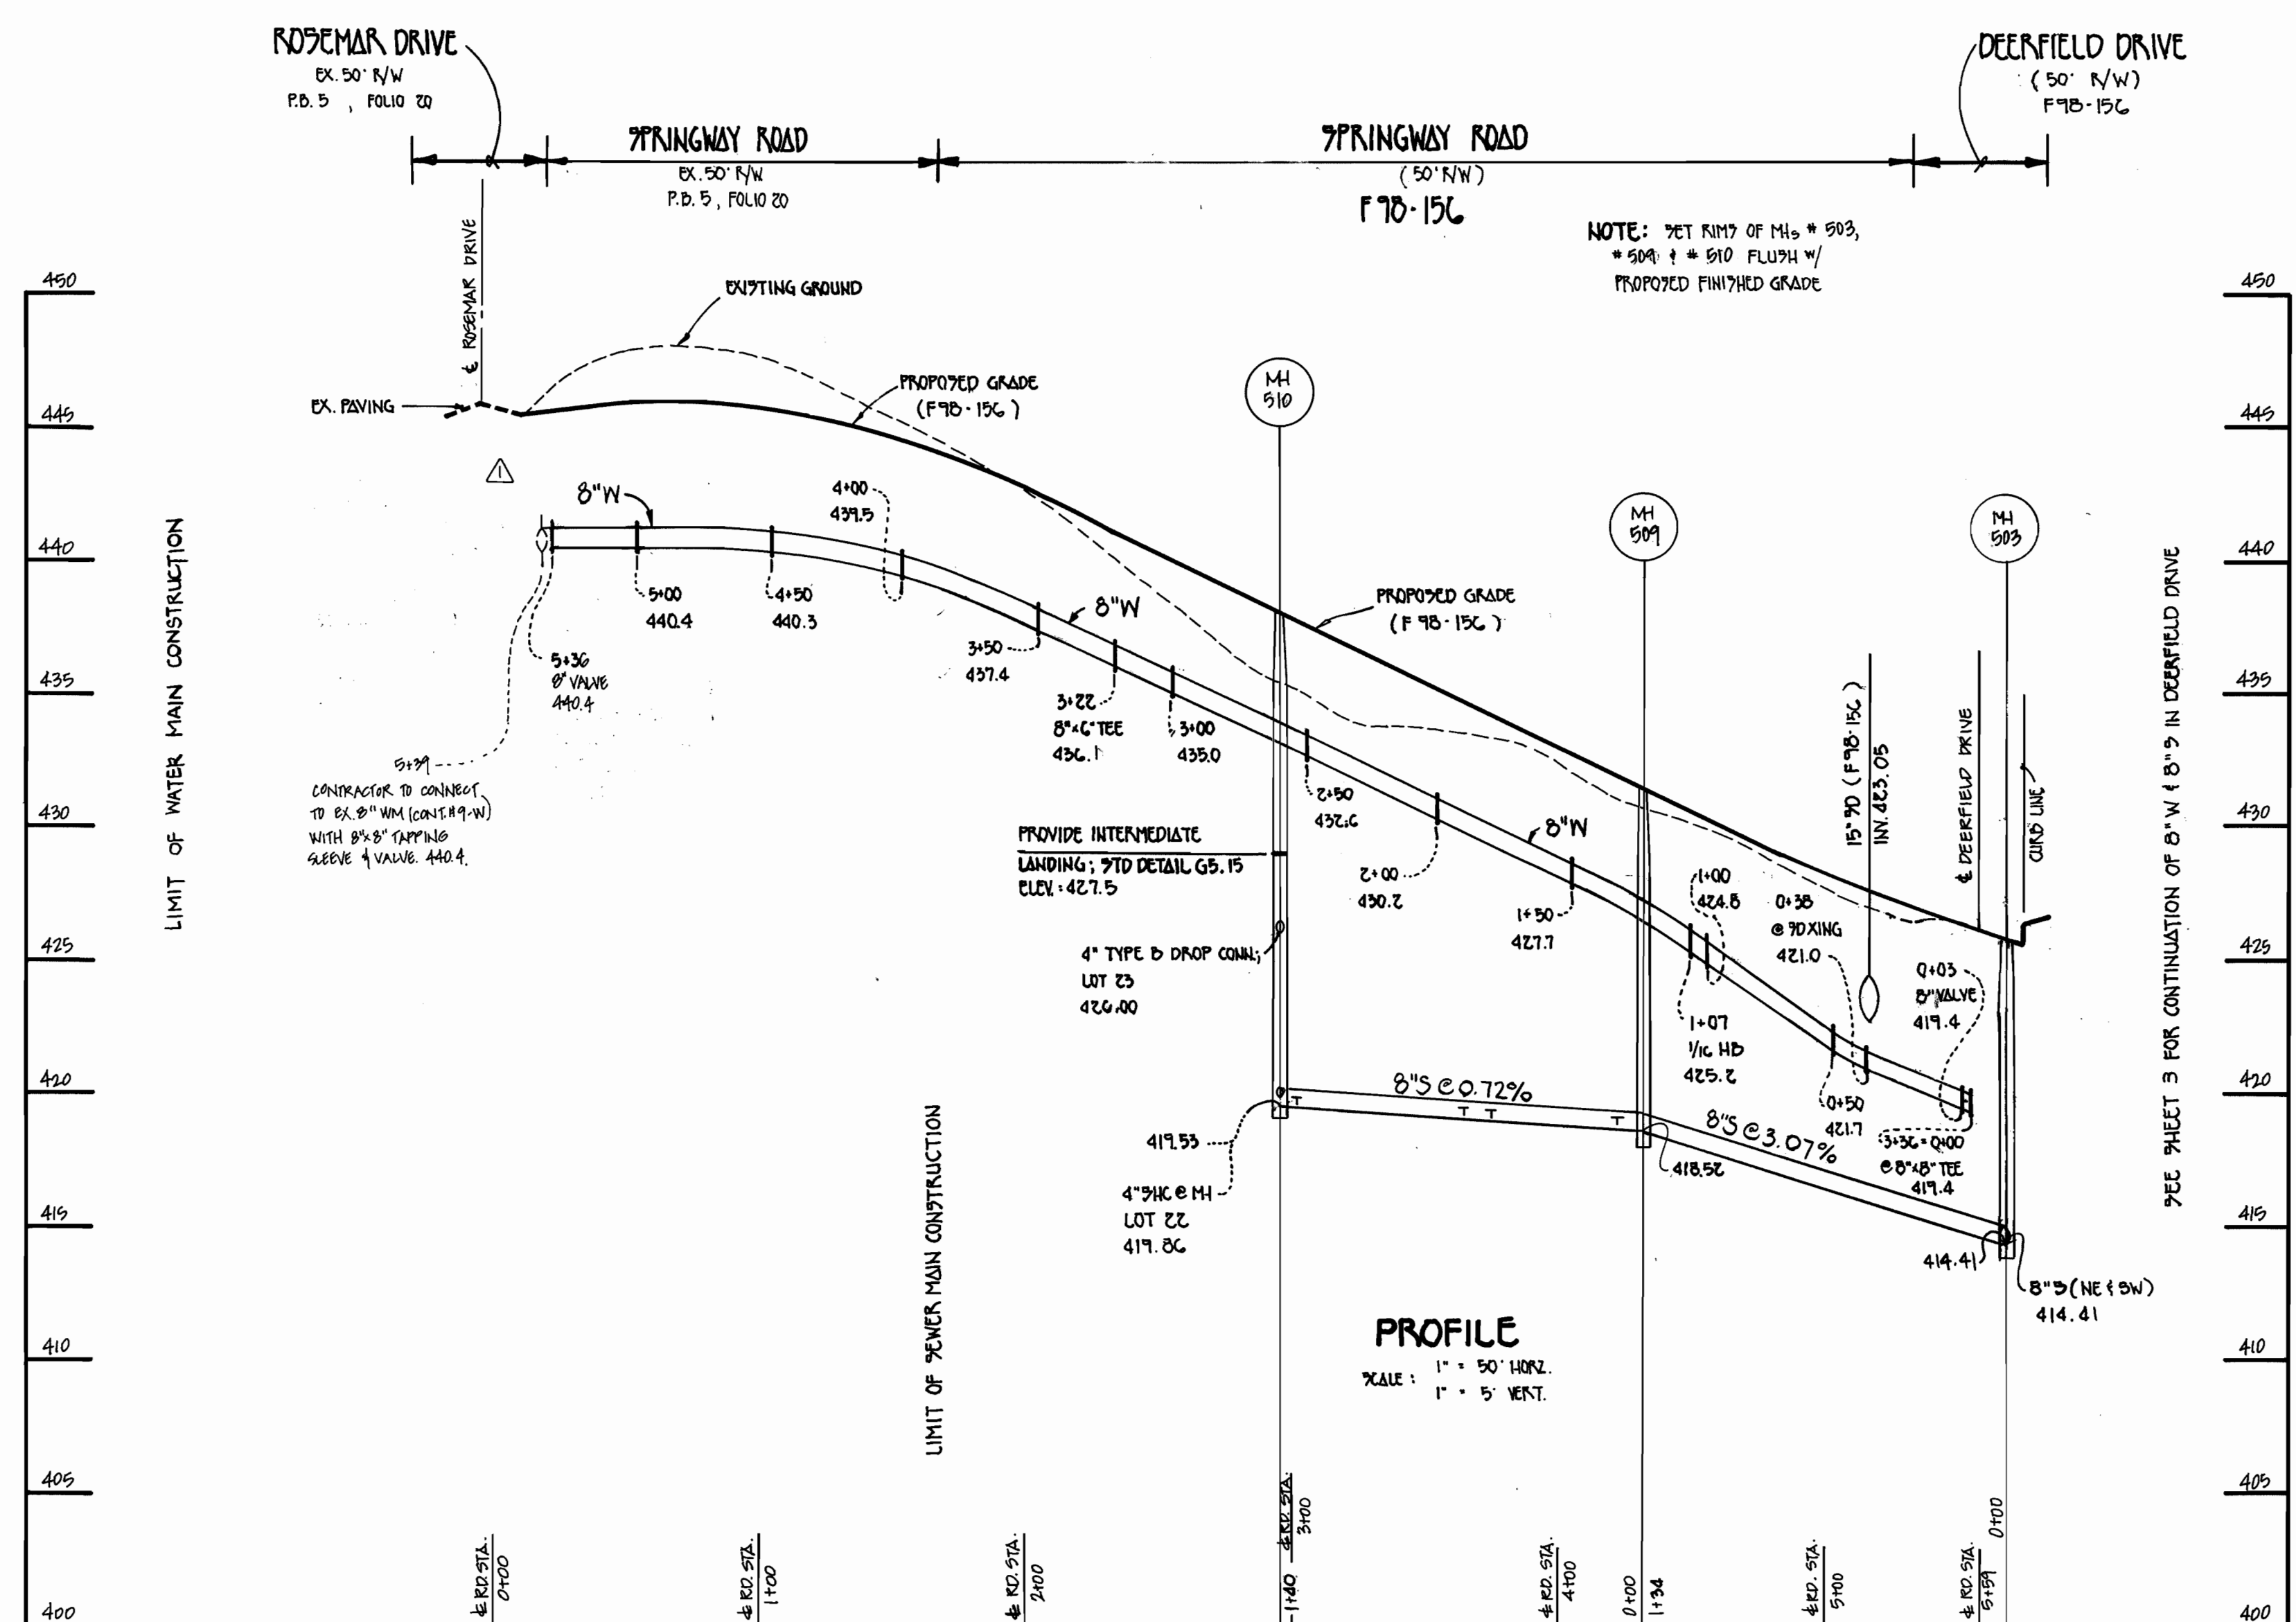 ROSEMAR DRIVE
EX. 50' R/W
P.B. 5 , FOLIO 20
DEERFIELD DRIVE
(50' R/W)
F98-156
SPRINGWAY ROAD
EX. 50' R/W
P.B. 5, FOLIO 20
SPRINGWAY ROAD
(50' R/W)
F98-156
NOTE: SET RIMS OF MHs # 503,
# 509 & # 510 FLUSH W/
PROPOSED FINISHED GRADE
℄ ROSEMAR DRIVE
EXISTING GROUND
EX. PAVING
PROPOSED GRADE
(F98-156)
MH
510
MH
509
MH
503
450
445
440
435
430
425
420
415
410
405
400
LIMIT OF WATER MAIN CONSTRUCTION
1
8"W
4+00
439.5
5+00
440.4
4+50
440.3
5+36
8" VALVE
440.4
5+39
CONTRACTOR TO CONNECT
TO EX. 8" WM (CONT.#9-W)
WITH 8"x8" TAPPING
SLEEVE & VALVE. 440.4.
3+50
437.4
8"W
3+22
8"x6" TEE
436.1
3+00
435.0
PROPOSED GRADE
(F98-156)
2+50
432.6
PROVIDE INTERMEDIATE
LANDING; STD DETAIL G5.15
ELEV. : 427.5
2+00
430.2
8"W
1+50
427.7
4" TYPE B DROP CONN.;
LOT 23
426.00
1+00
424.8
1+07
1/16 HB
425.2
0+38
@ SD XING
421.0
15" SD (F98-156)
INV. 423.05
℄ DEERFIELD DRIVE
CURB LINE
0+03
8" VALVE
419.4
0+50
421.7
3+36 = 0+00
@ 8"x8" TEE
419.4
8"S @ 0.72%
8"S @ 3.07%
419.53
4" SHC @ MH
LOT 22
419.86
418.52
414.41
8"S (NE & SW)
414.41
LIMIT OF SEWER MAIN CONSTRUCTION
SEE SHEET 3 FOR CONTINUATION OF 8"W & 8"S IN DEERFIELD DRIVE
450
445
440
435
430
425
420
415
410
405
400
PROFILE
SCALE : 1" = 50' HORZ.
1" = 5' VERT.
℄ RD. STA.
0+00
℄ RD. STA.
1+00
℄ RD. STA.
2+00
1+40
℄ RD. STA.
3+00
℄ RD. STA.
4+00
0+00
1+34
℄ RD. STA.
5+00
℄ RD. STA.
5+59
0+00